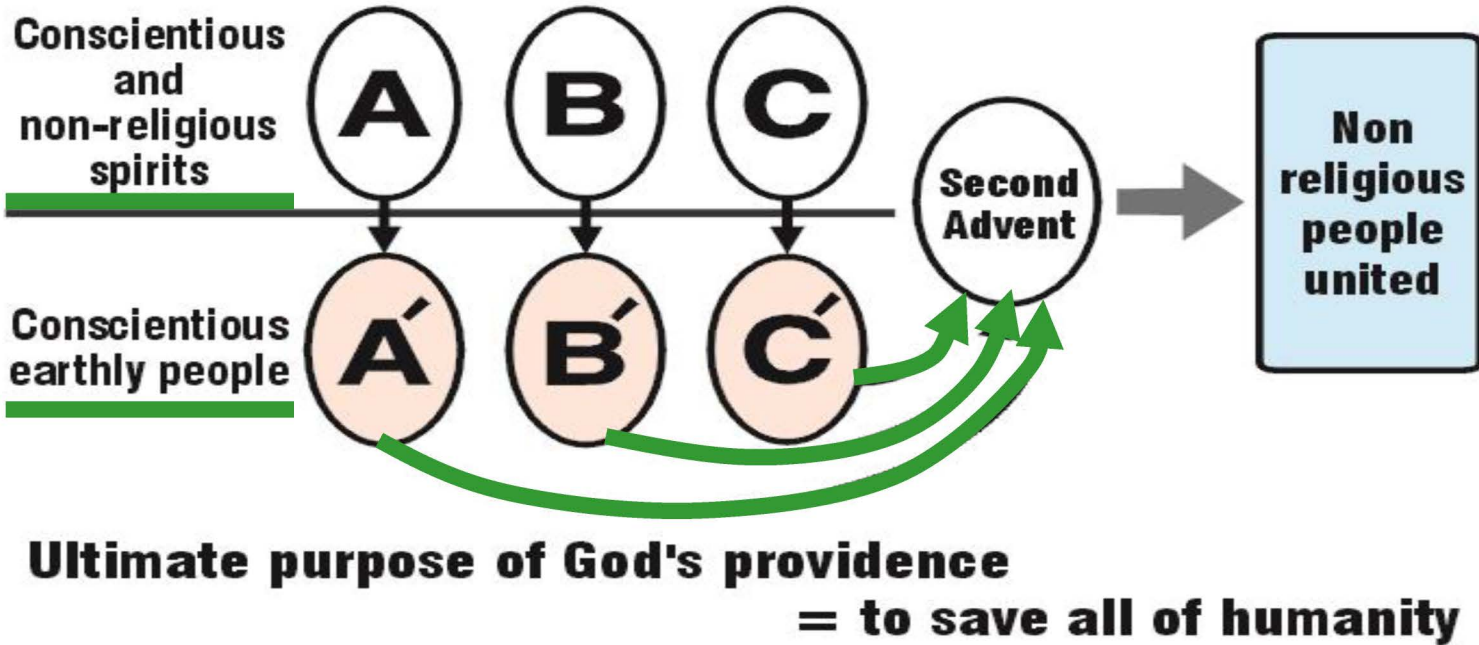 Conscientious
and
non-religious
spirits
A
B
C
Second
Advent
Non
religious
people
united
Conscientious
earthly people
A´
B´
C´
Ultimate purpose of God's providence
= to save all of humanity